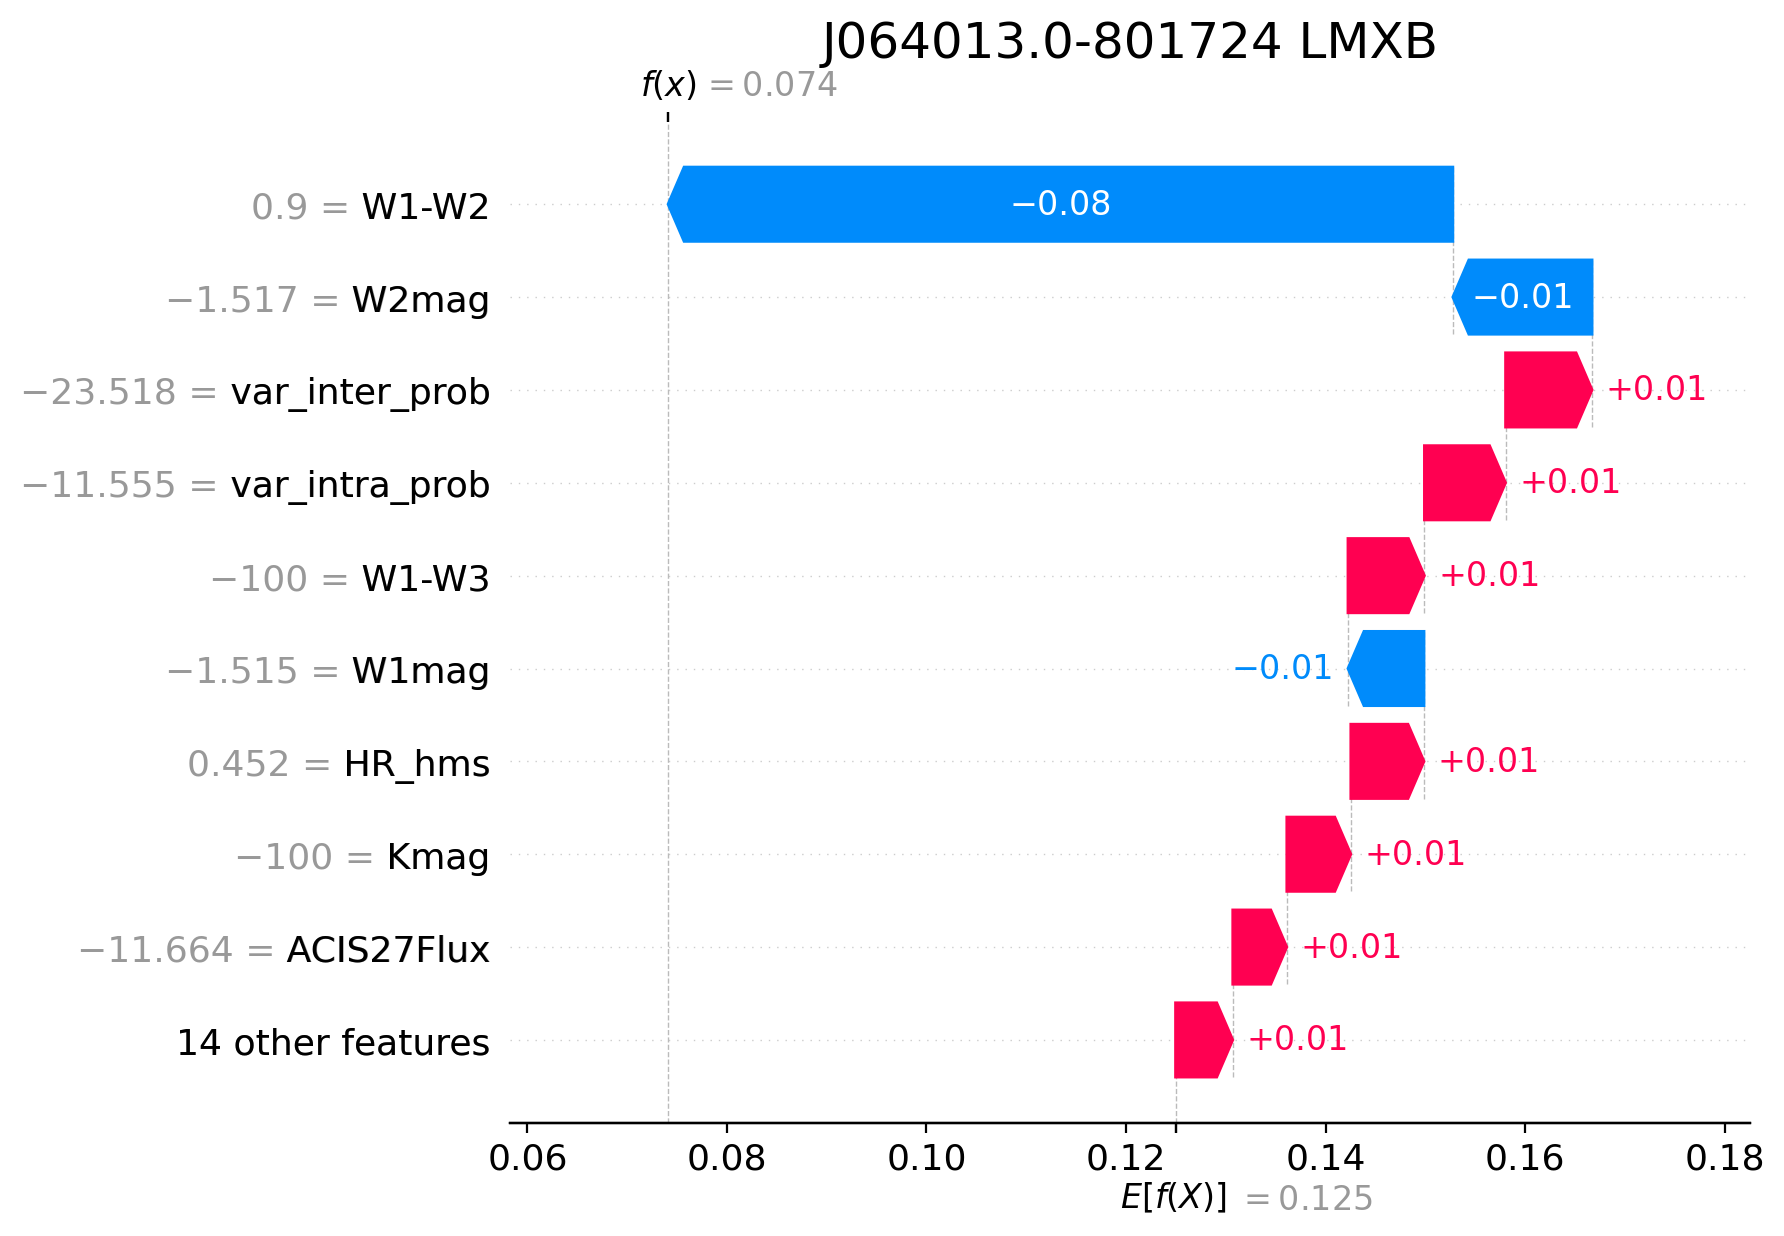 J064013.0-801724 LMXB
f(x) = 0.074
0.9 = W1-W2 −0.08
−1.517 = W2mag −0.01
−23.518 = var_inter_prob +0.01
−11.555 = var_intra_prob +0.01
−100 = W1-W3 +0.01
−1.515 = W1mag −0.01
0.452 = HR_hms +0.01
−100 = Kmag +0.01
−11.664 = ACIS27Flux +0.01
14 other features +0.01
0.06 0.08 0.10 0.12 0.14 0.16 0.18
E[f(X)] = 0.125